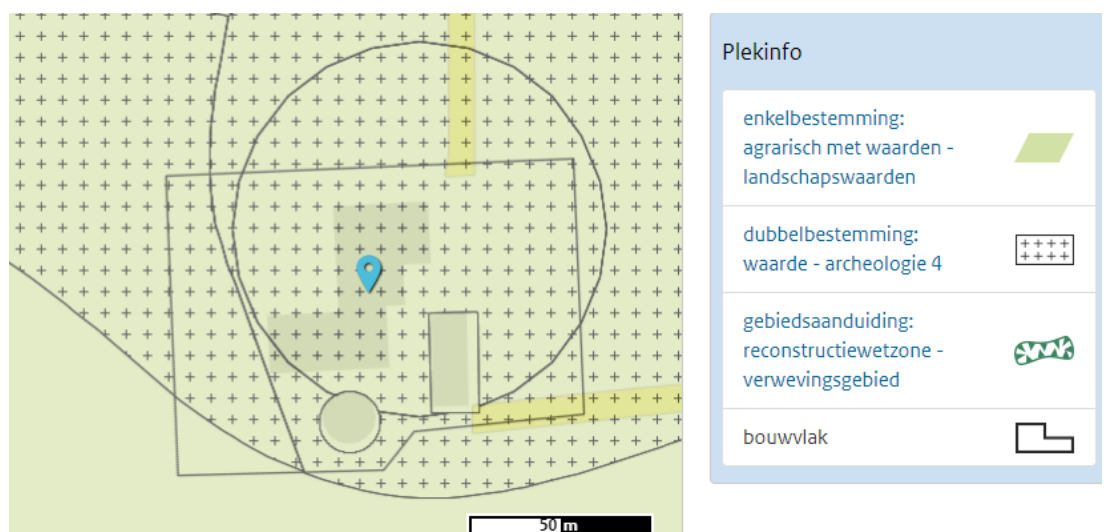 Plekinfo
enkelbestemming:
agrarisch met waarden -
landschapswaarden
dubbelbestemming:
waarde - archeologie 4
gebiedsaanduiding:
reconstructiewetzone -
verwevingsgebied
bouwvlak
50 m